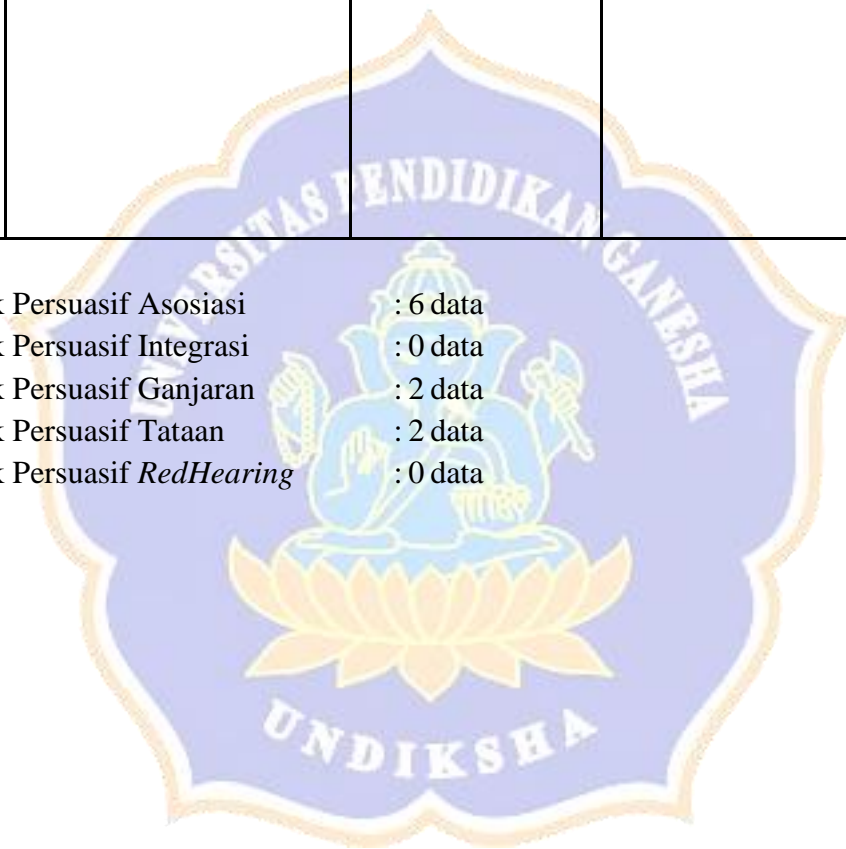 UNIVERSITAS PENDIDIKAN GANESHA
k Persuasif Asosiasi : 6 data
k Persuasif Integrasi : 0 data
k Persuasif Ganjaran : 2 data
k Persuasif Tataan : 2 data
k Persuasif RedHearing : 0 data
UNDIKSHA